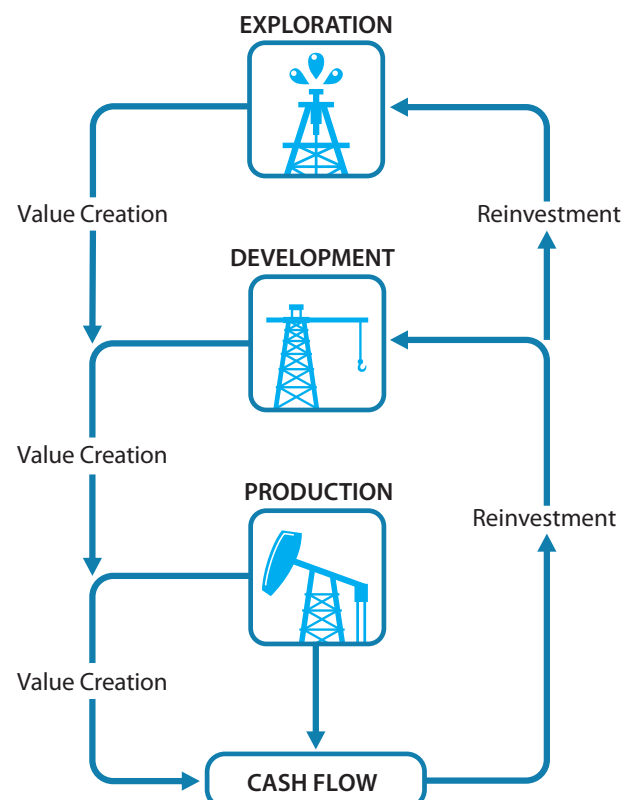 EXPLORATION
Value Creation
Reinvestment
DEVELOPMENT
Value Creation
PRODUCTION
Reinvestment
Value Creation
CASH FLOW